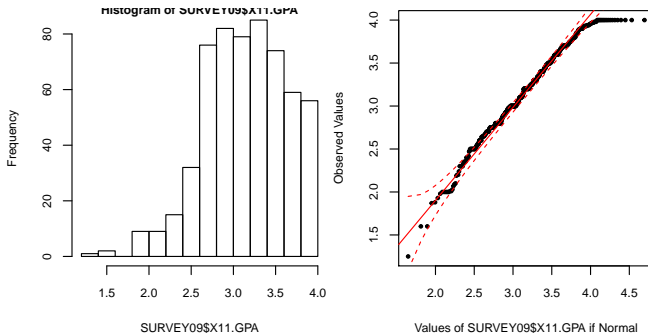 Histogram of SURVEY09$X11.GPA
Frequency
0
20
40
60
80
1.5 2.0 2.5 3.0 3.5 4.0
SURVEY09$X11.GPA
Observed Values
1.5
2.0
2.5
3.0
3.5
4.0
2.0 2.5 3.0 3.5 4.0 4.5
Values of SURVEY09$X11.GPA if Normal